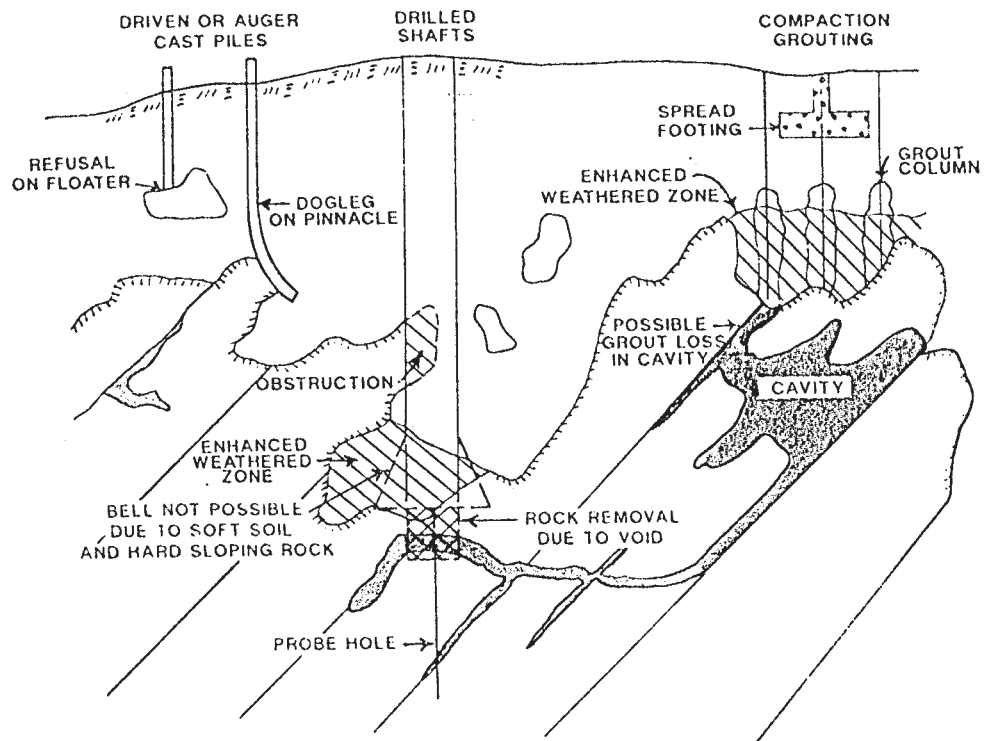 DRIVEN OR AUGER
CAST PILES
DRILLED
SHAFTS
COMPACTION
GROUTING
SPREAD
FOOTING
REFUSAL
ON FLOATER
DOGLEG
ON PINNACLE
ENHANCED
WEATHERED ZONE
GROUT
COLUMN
POSSIBLE
GROUT LOSS
IN CAVITY
OBSTRUCTION
CAVITY
ENHANCED
WEATHERED
ZONE
BELL NOT POSSIBLE
DUE TO SOFT SOIL
AND HARD SLOPING ROCK
ROCK REMOVAL
DUE TO VOID
PROBE HOLE